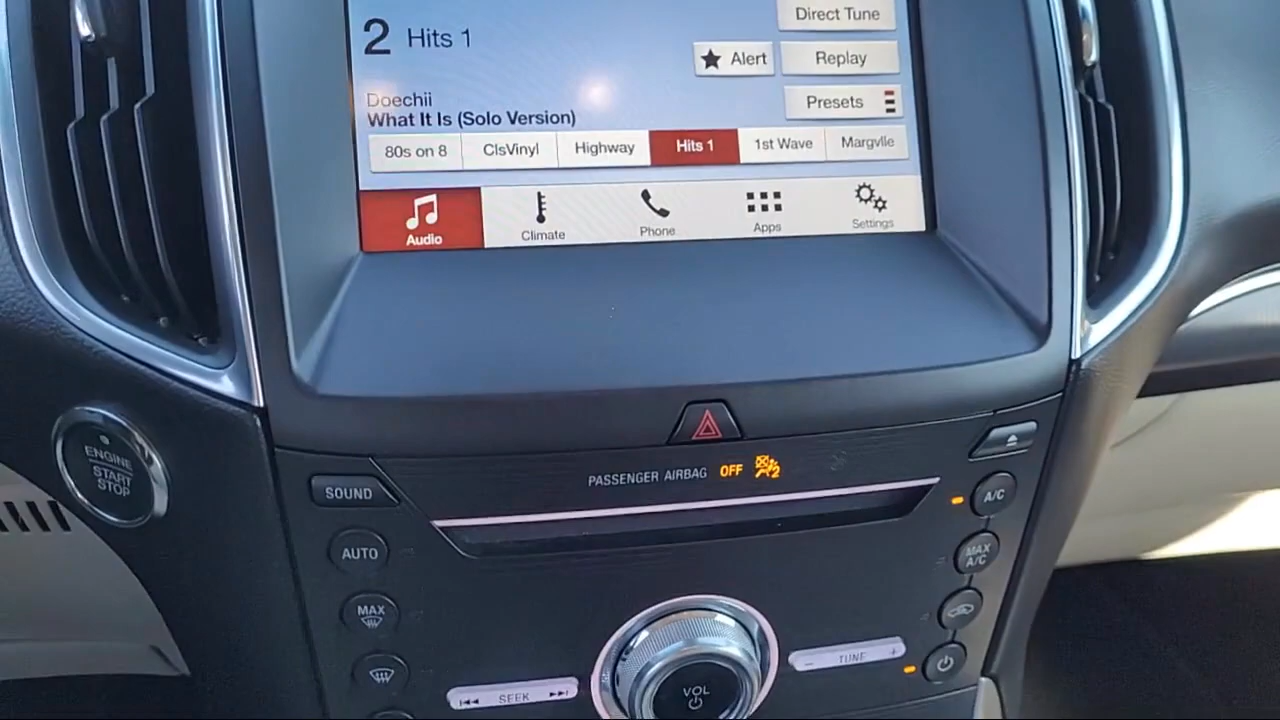 Direct Tune
2 Hits 1
Alert
Replay
Presets
Doechii
What It Is (Solo Version)
80s on 8 ClsVinyl Highway Hits 1 1st Wave Margvlle
Audio Climate Phone Apps Settings
ENGINE
START
STOP
PASSENGER AIRBAG OFF 2
SOUND
A/C
AUTO
MAX
A/C
MAX
- TUNE +
SEEK
VOL